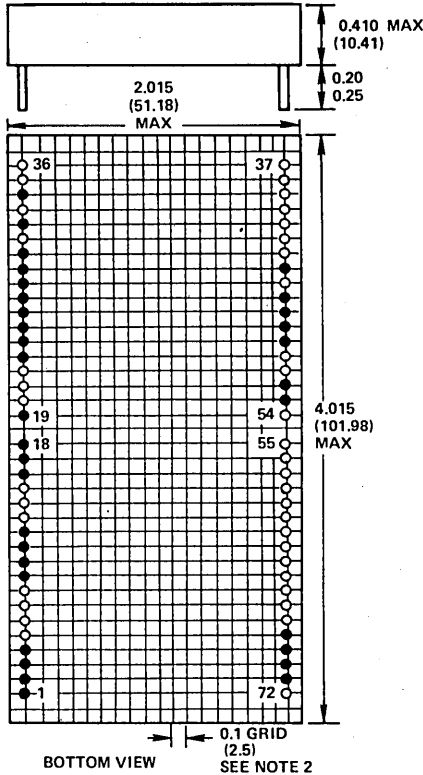 0.410 MAX
(10.41)
0.20
0.25
2.015
(51.18)
MAX
36
37
19
54
18
55
4.015
(101.98)
MAX
1
72
0.1 GRID
(2.5)
SEE NOTE 2
BOTTOM VIEW